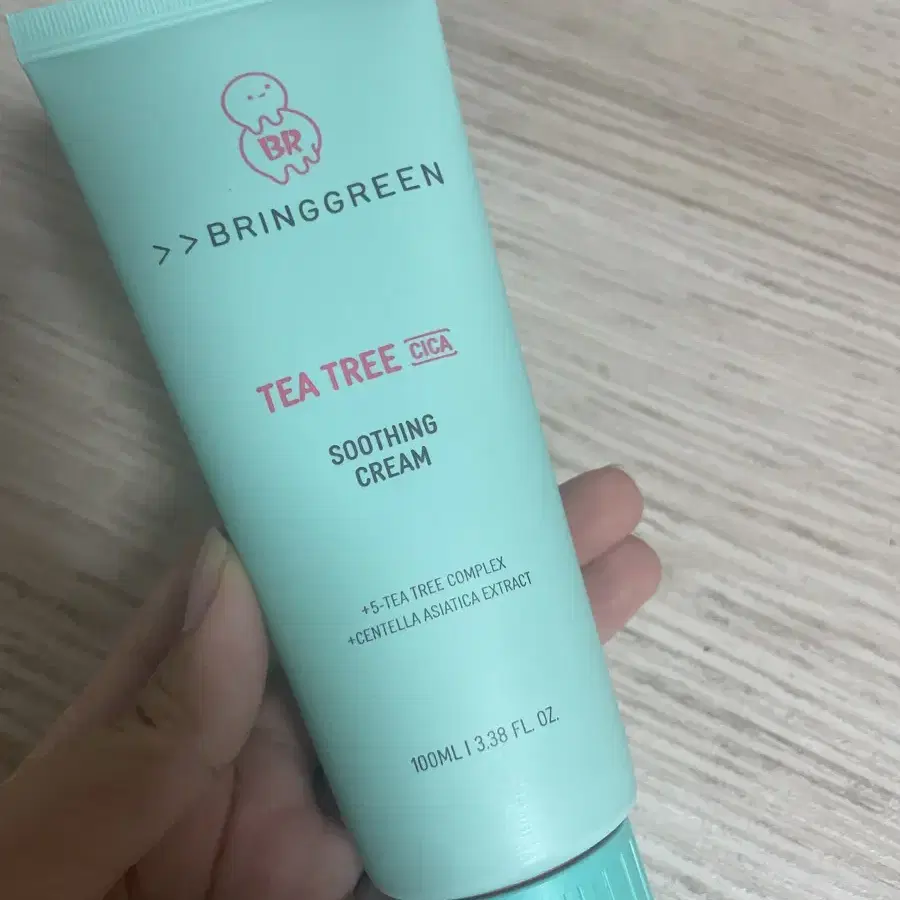 BR
>>BRINGGREEN
TEA TREE CICA
SOOTHING
CREAM
+5-TEA TREE COMPLEX
+CENTELLA ASIATICA EXTRACT
100ML I 3.38 FL. OZ.